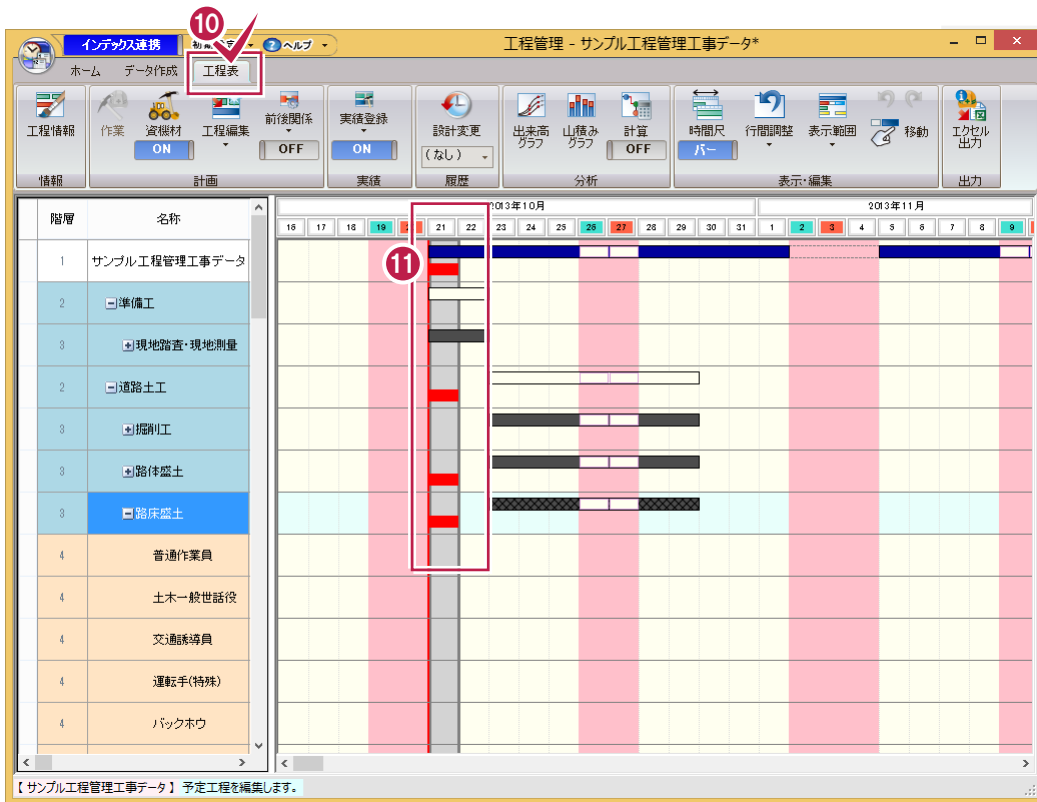 10
インデックス連携
ヘルプ
工程管理 - サンプル工程管理工事データ*
ホーム データ作成 工程表
工程情報 作業 資機材 工程編集 前後関係 実績登録 設計変更 出来高グラフ 山積みグラフ 計算 時間尺 行間調整 表示範囲 移動 エクセル出力
ON OFF ON (なし) OFF バー
情報 計画 実績 履歴 分析 表示・編集 出力
階層 名称 2013年10月 2013年11月
16 17 18 19 21 22 23 24 25 26 27 28 29 30 31 1 2 3 4 5 6 7 8 9
11
1 サンプル工程管理工事データ
2 準備工
3 現地踏査・現地測量
2 道路土工
3 掘削工
3 路体盛土
3 路床盛土
4 普通作業員
4 土木一般世話役
4 交通誘導員
4 運転手(特殊)
4 バックホウ
【 サンプル工程管理工事データ 】 予定工程を編集します。